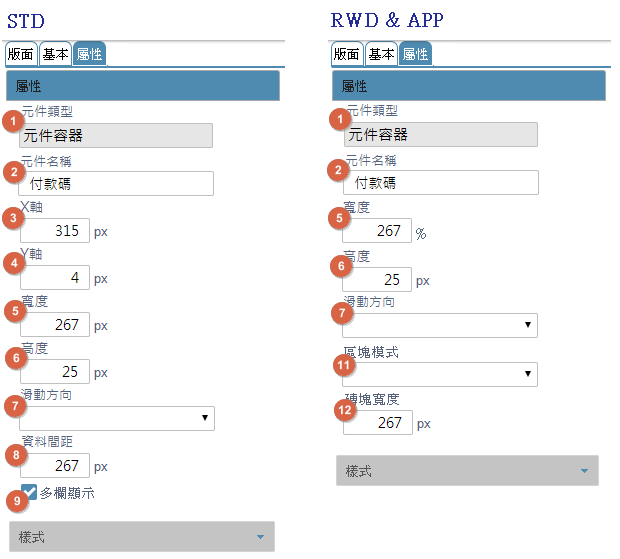 STD
版面 基本 屬性
屬性
1 元件類型
元件容器
2 元件名稱
付款碼
X軸
3 315 px
Y軸
4 4 px
寬度
5 267 px
高度
6 25 px
7 滑動方向
資料間距
8 267 px
9 多欄顯示
樣式
RWD & APP
版面 基本 屬性
屬性
1 元件類型
元件容器
2 元件名稱
付款碼
寬度
5 267 %
高度
6 25 px
7 滑動方向
區塊模式
11
磚塊寬度
12 267 px
樣式